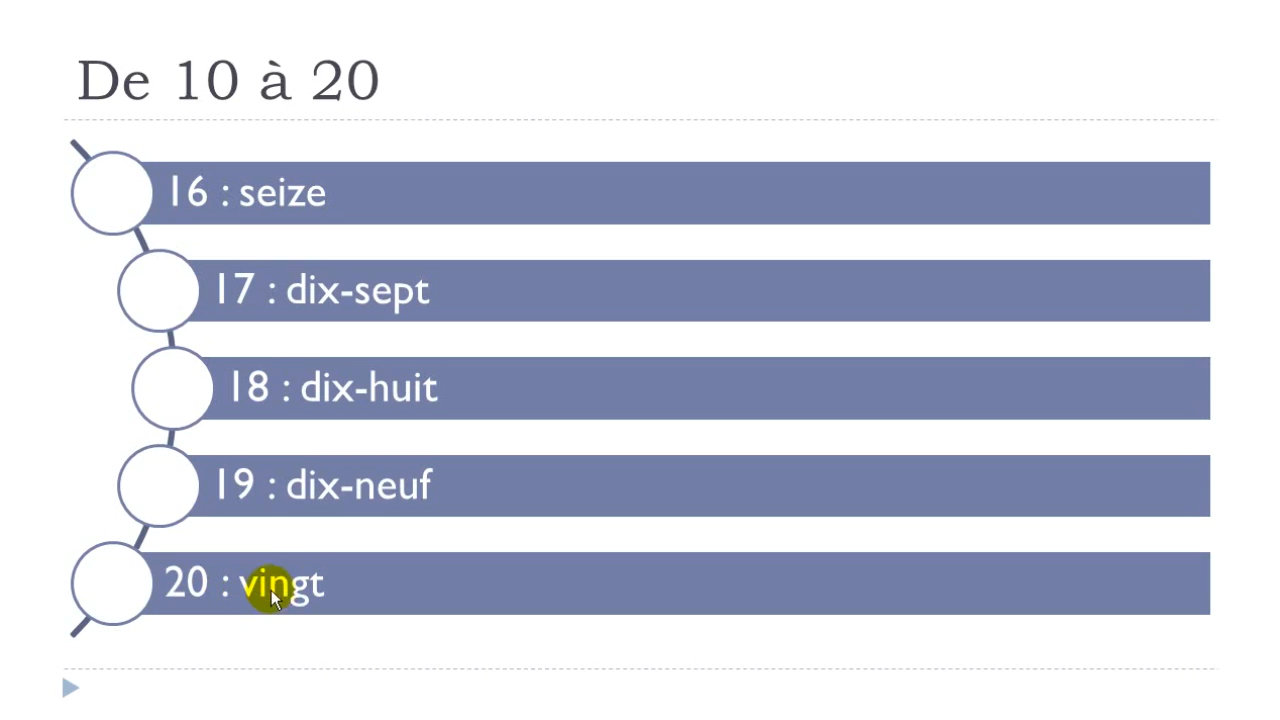 De 10 à 20
16 : seize
17 : dix-sept
18 : dix-huit
19 : dix-neuf
20 : vingt